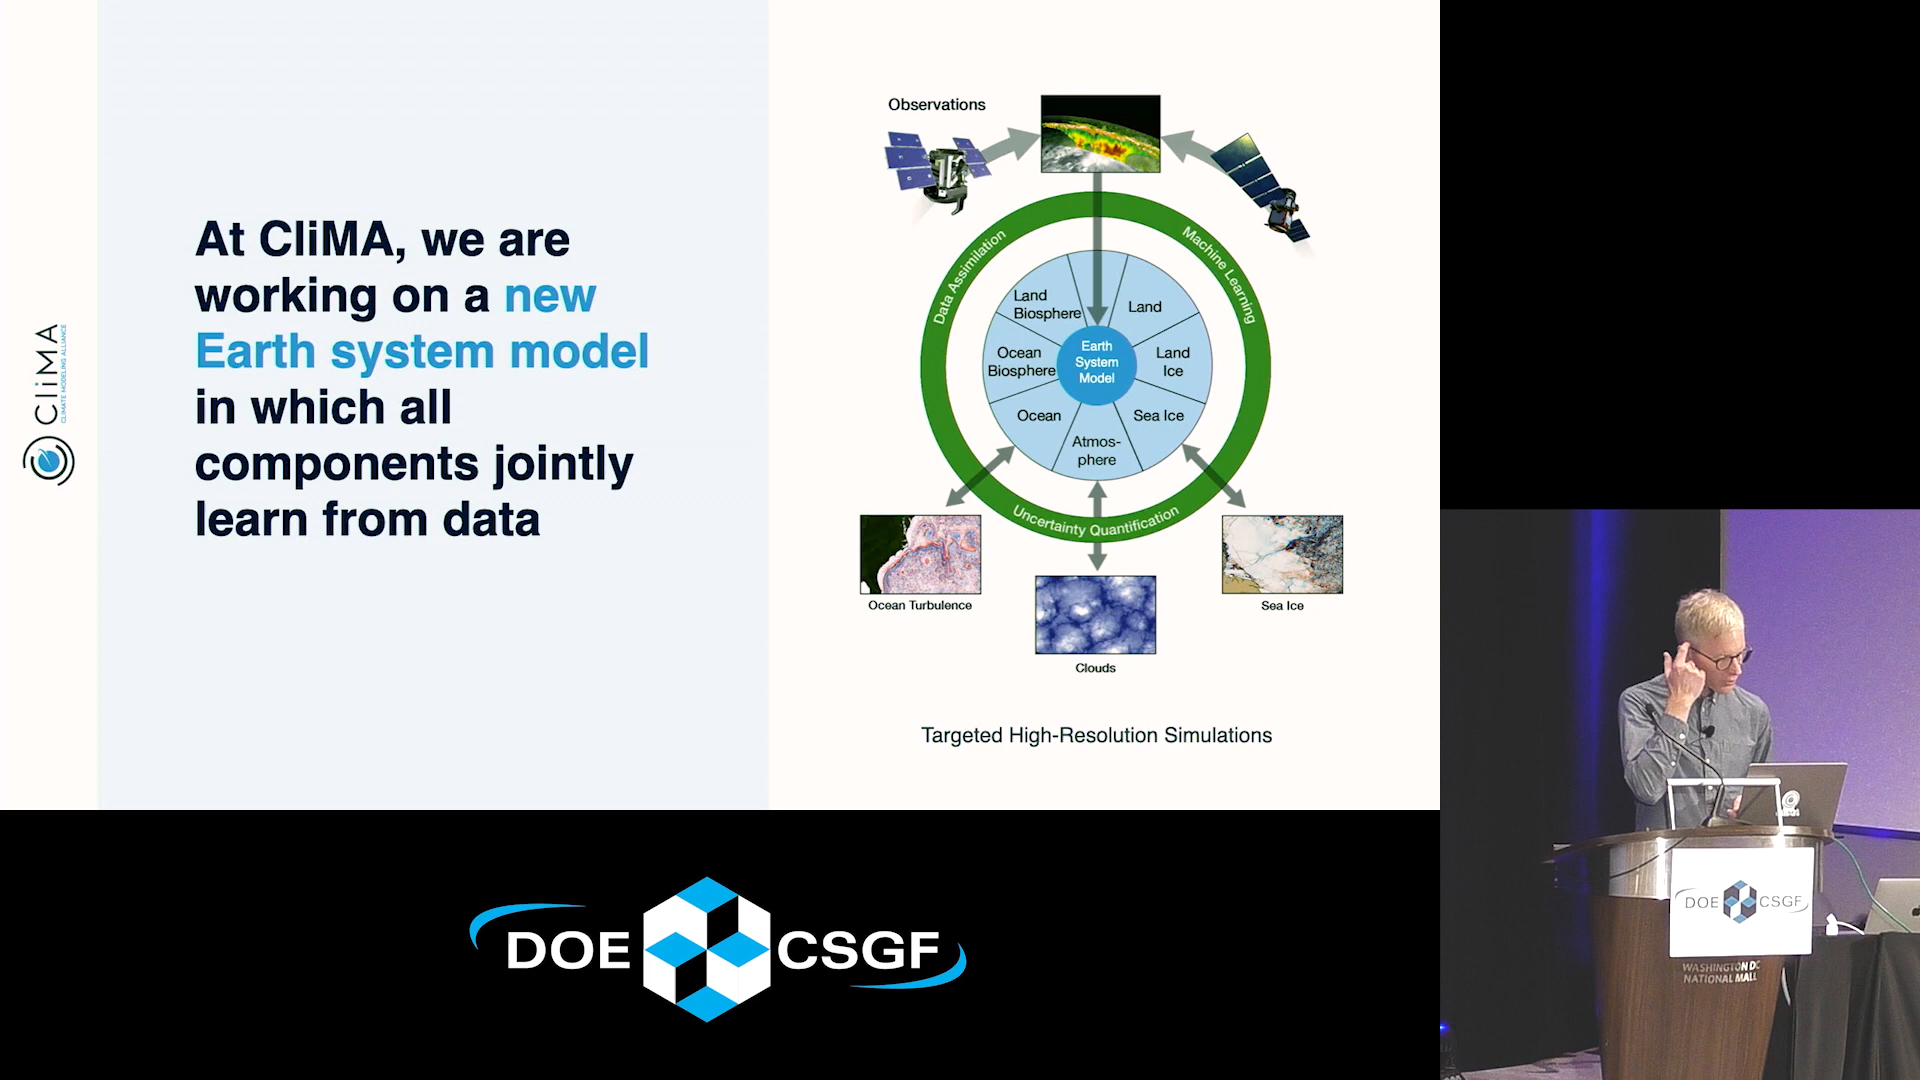 CliMA
CLIMATE MODELING ALLIANCE
At CliMA, we are
working on a new
Earth system model
in which all
components jointly
learn from data
Observations
Data Assimilation
Machine Learning
Uncertainty Quantification
Land
Biosphere
Land
Ocean
Biosphere
Earth
System
Model
Land
Ice
Ocean
Sea Ice
Atmos-
phere
Ocean Turbulence
Clouds
Sea Ice
Targeted High-Resolution Simulations
DOE CSGF
DOE CSGF
WASHINGTON DC
NATIONAL MALL